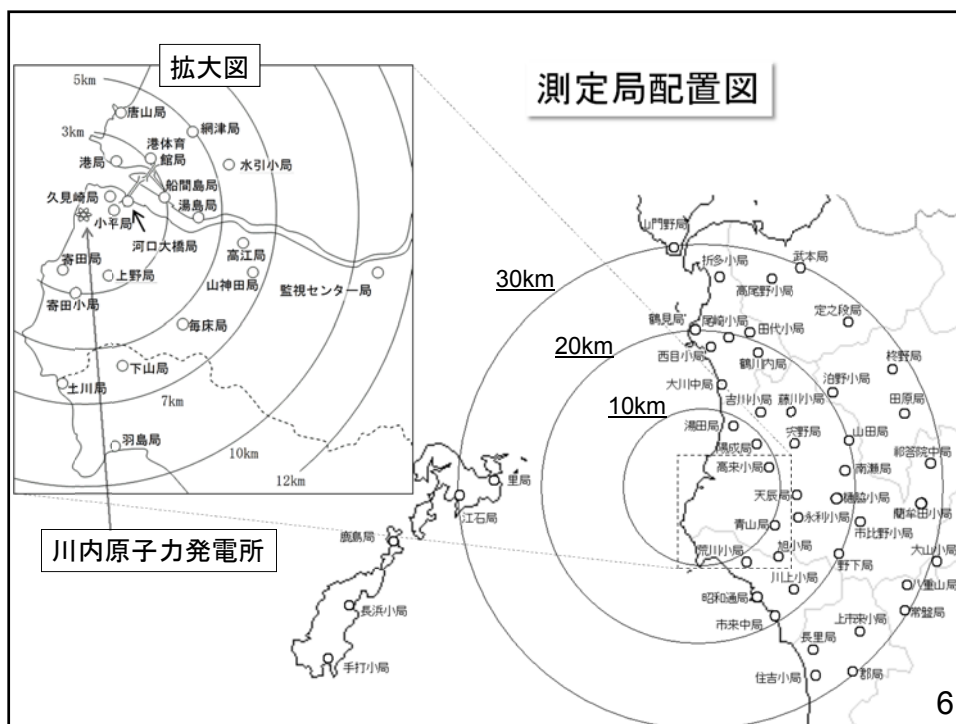 拡大図
測定局配置図
5km
唐山局
3km
網津局
港体育
館局
港局
水引小局
船間島局
久見崎局
湯島局
小平局
河口大橋局
高江局
寄田局
上野局
山神田局
監視センター局
寄田小局
毎床局
下山局
土川局
7km
羽島局
10km
12km
川内原子力発電所
山門野局
30km
折多小局
武本局
高尾野小局
鶴見局
尾崎小局
田代小局
定之段局
20km
西目小局
鶴川内局
柊野局
大川中局
泊野小局
10km
吉川小局
藤川小局
田原局
湯田局
宍野局
山田局
陽成局
祁答院中局
高来小局
南瀬局
里局
天辰局
樋脇小局
藺牟田小局
江石局
永利小局
市比野小局
青山局
鹿島局
荒川小局
旭小局
野下局
大山小局
川上小局
八重山局
長浜小局
昭和通局
常盤局
市来中局
上市来小局
長里局
手打小局
住吉小局
郡局
6